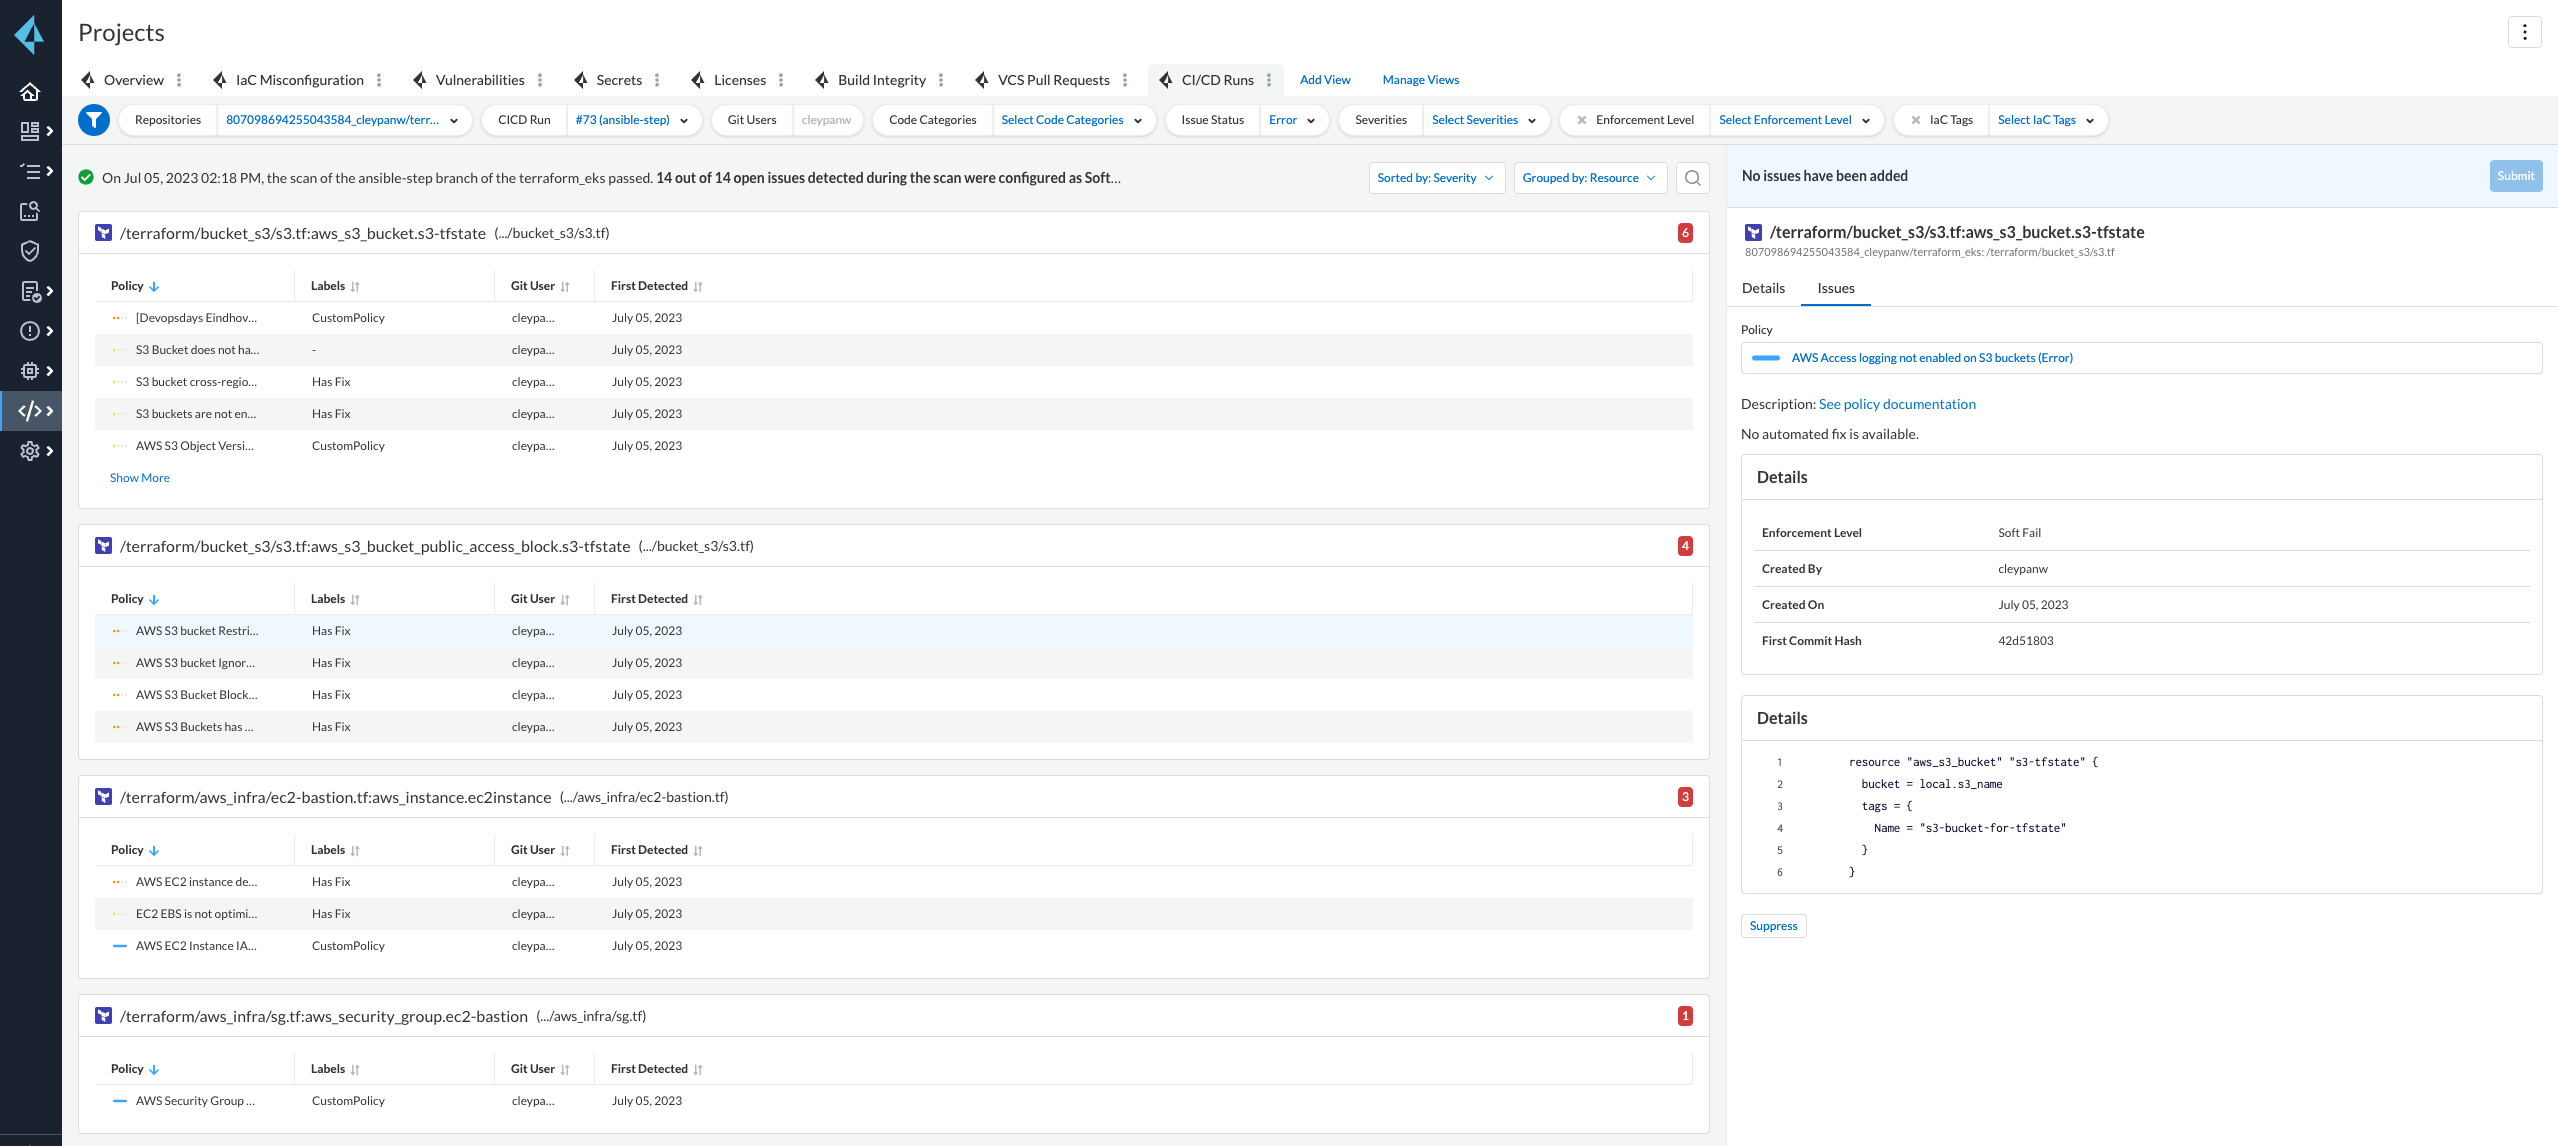 Projects
Overview IaC Misconfiguration Vulnerabilities Secrets Licenses Build Integrity VCS Pull Requests CI/CD Runs Add View Manage Views
Repositories 807098694255043584_cleypanw/terr... CICD Run #73 (ansible-step) Git Users cleypanw Code Categories Select Code Categories Issue Status Error Severities Select Severities Enforcement Level Select Enforcement Level IaC Tags Select IaC Tags
On Jul 05, 2023 02:18 PM, the scan of the ansible-step branch of the terraform_eks passed. 14 out of 14 open issues detected during the scan were configured as Soft...
Sorted by: Severity Grouped by: Resource
/terraform/bucket_s3/s3.tf:aws_s3_bucket.s3-tfstate (.../bucket_s3/s3.tf) 6
Policy Labels Git User First Detected
[Devopsdays Eindhov... CustomPolicy cleypa... July 05, 2023
S3 Bucket does not ha... - cleypa... July 05, 2023
S3 bucket cross-regio... Has Fix cleypa... July 05, 2023
S3 buckets are not en... Has Fix cleypa... July 05, 2023
AWS S3 Object Versi... CustomPolicy cleypa... July 05, 2023
Show More
/terraform/bucket_s3/s3.tf:aws_s3_bucket_public_access_block.s3-tfstate (.../bucket_s3/s3.tf) 4
Policy Labels Git User First Detected
AWS S3 bucket Restri... Has Fix cleypa... July 05, 2023
AWS S3 bucket Ignor... Has Fix cleypa... July 05, 2023
AWS S3 Bucket Block... Has Fix cleypa... July 05, 2023
AWS S3 Buckets has ... Has Fix cleypa... July 05, 2023
/terraform/aws_infra/ec2-bastion.tf:aws_instance.ec2instance (.../aws_infra/ec2-bastion.tf) 3
Policy Labels Git User First Detected
AWS EC2 instance de... Has Fix cleypa... July 05, 2023
EC2 EBS is not optimi... Has Fix cleypa... July 05, 2023
AWS EC2 Instance IA... CustomPolicy cleypa... July 05, 2023
/terraform/aws_infra/sg.tf:aws_security_group.ec2-bastion (.../aws_infra/sg.tf) 1
Policy Labels Git User First Detected
AWS Security Group ... CustomPolicy cleypa... July 05, 2023
No issues have been added Submit
/terraform/bucket_s3/s3.tf:aws_s3_bucket.s3-tfstate
807098694255043584_cleypanw/terraform_eks: /terraform/bucket_s3/s3.tf
Details Issues
Policy
AWS Access logging not enabled on S3 buckets (Error)
Description: See policy documentation
No automated fix is available.
Details
Enforcement Level Soft Fail
Created By cleypanw
Created On July 05, 2023
First Commit Hash 42d51803
Details
1 resource "aws_s3_bucket" "s3-tfstate" {
2 bucket = local.s3_name
3 tags = {
4 Name = "s3-bucket-for-tfstate"
5 }
6 }
Suppress